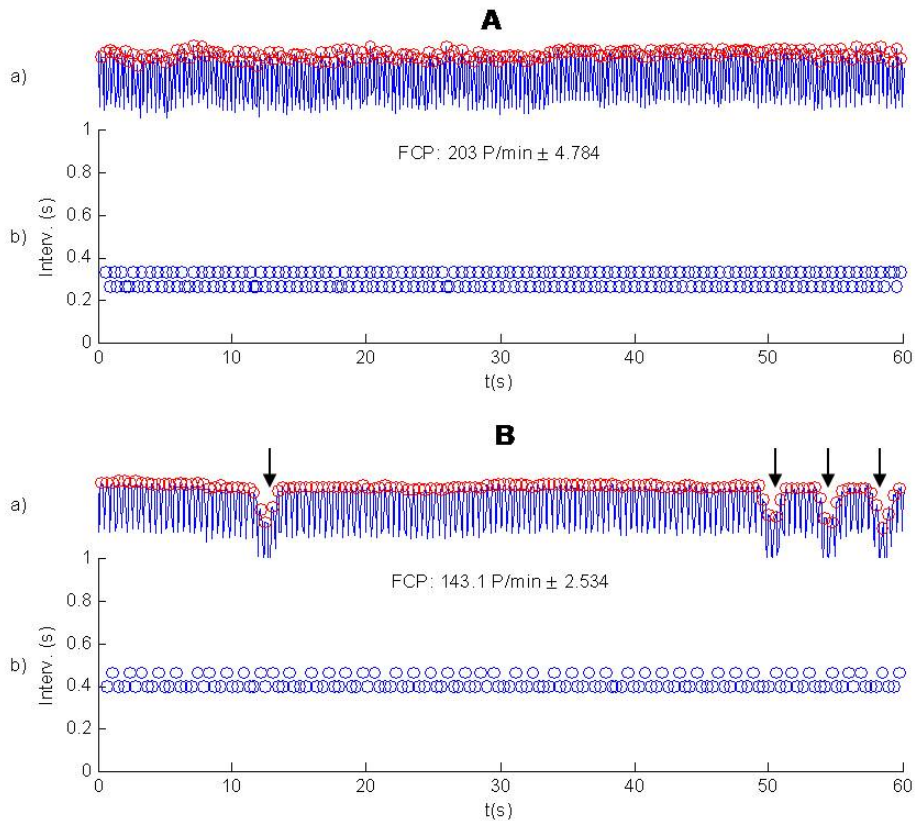 A
a)
1
FCP: 203 P/min ± 4.784
0.8
0.6
b)
Interv. (s)
0.4
0.2
0
0 10 20 30 40 50 60
t(s)
B
a)
1
FCP: 143.1 P/min ± 2.534
0.8
0.6
b)
Interv. (s)
0.4
0.2
0
0 10 20 30 40 50 60
t(s)